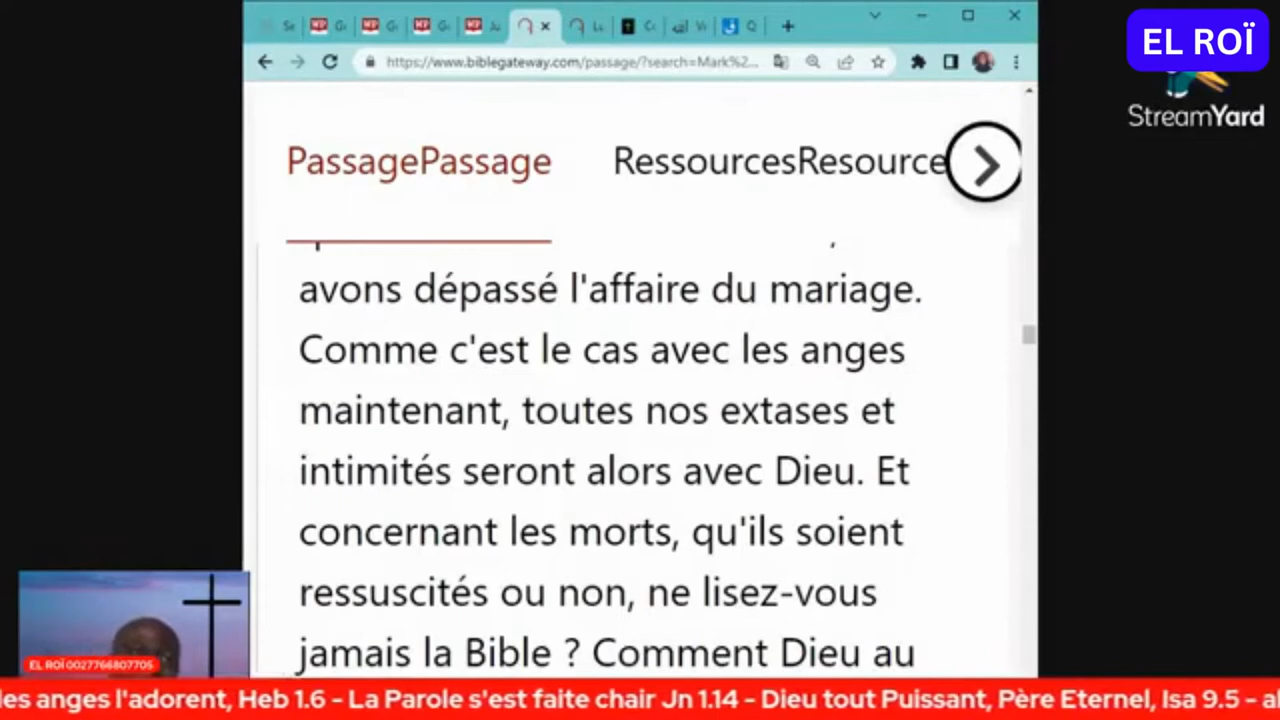 EL ROÏ
StreamYard
https://www.biblegateway.com/passage/?search=Mark%2...
PassagePassage
RessourcesResource
avons dépassé l'affaire du mariage.
Comme c'est le cas avec les anges
maintenant, toutes nos extases et
intimités seront alors avec Dieu. Et
concernant les morts, qu'ils soient
ressuscités ou non, ne lisez-vous
jamais la Bible ? Comment Dieu au
EL ROÏ 0027766807705
les anges l'adorent, Heb 1.6 - La Parole s'est faite chair Jn 1.14 - Dieu tout Puissant, Père Eternel, Isa 9.5 - a